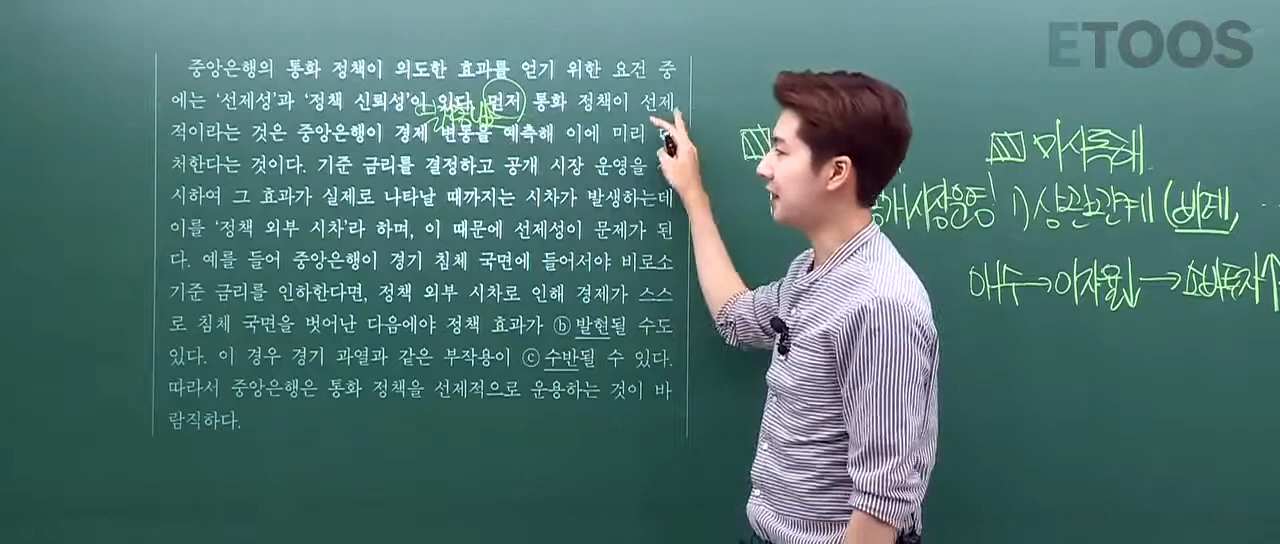 ETOOS
중앙은행의 통화 정책이 의도한 효과를 얻기 위한 요건 중
에는 ‘선제성’과 ‘정책 신뢰성’이 있다. 먼저 통화 정책이 선제
적이라는 것은 중앙은행이 경제 변동을 예측해 이에 미리
처한다는 것이다. 기준 금리를 결정하고 공개 시장 운영을
시하여 그 효과가 실제로 나타날 때까지는 시차가 발생하는데
이를 ‘정책 외부 시차’라 하며, 이 때문에 선제성이 문제가 된
다. 예를 들어 중앙은행이 경기 침체 국면에 들어서야 비로소
기준 금리를 인하한다면, 정책 외부 시차로 인해 경제가 스스
로 침체 국면을 벗어난 다음에야 정책 효과가 ⓑ 발현될 수도
있다. 이 경우 경기 과열과 같은 부작용이 ⓒ 수반될 수 있다.
따라서 중앙은행은 통화 정책을 선제적으로 운용하는 것이 바
람직하다.
미시독해
시장운영 1) 상관관계 (비례,
매수→이자율↓→소비투자↑